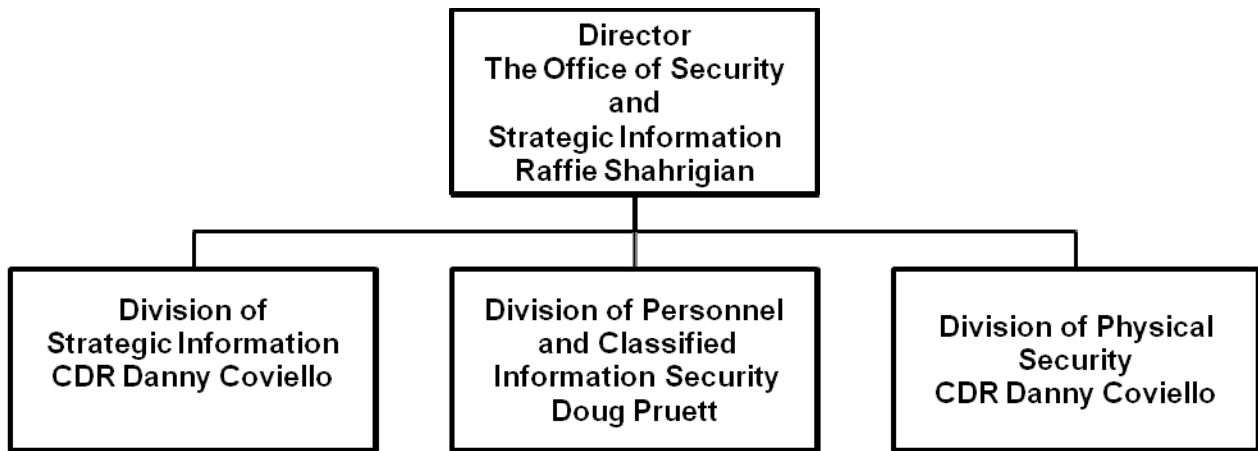 Director
The Office of Security
and
Strategic Information
Raffie Shahrigian
Division of
Strategic Information
CDR Danny Coviello
Division of Personnel
and Classified
Information Security
Doug Pruett
Division of Physical
Security
CDR Danny Coviello